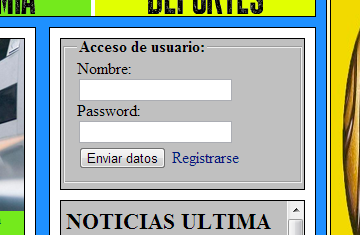 DEPORTES
Acceso de usuario:
Nombre:
Password:
Enviar datos Registrarse
NOTICIAS ULTIMA